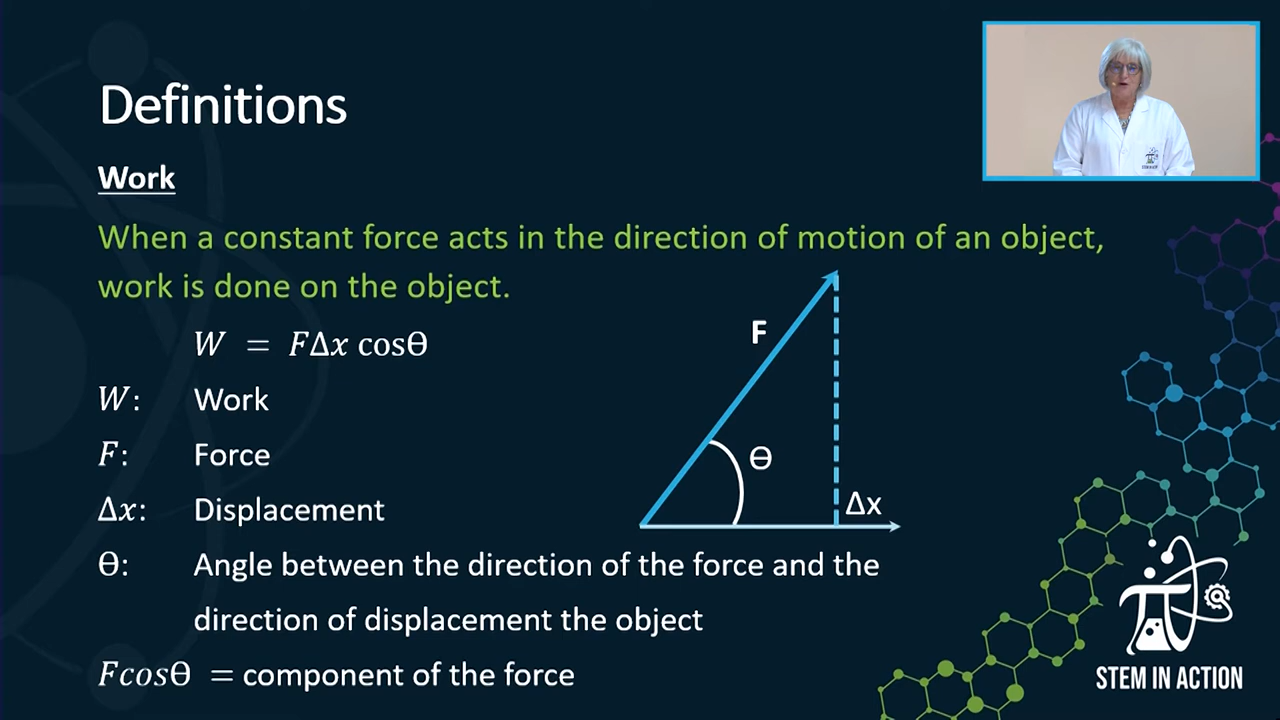 Definitions
Work
When a constant force acts in the direction of motion of an object,
work is done on the object.
W = FΔx cosθ
W: Work
F: Force
Δx: Displacement
θ: Angle between the direction of the force and the
direction of displacement the object
Fcosθ = component of the force
F
θ
Δx
STEM IN ACTION